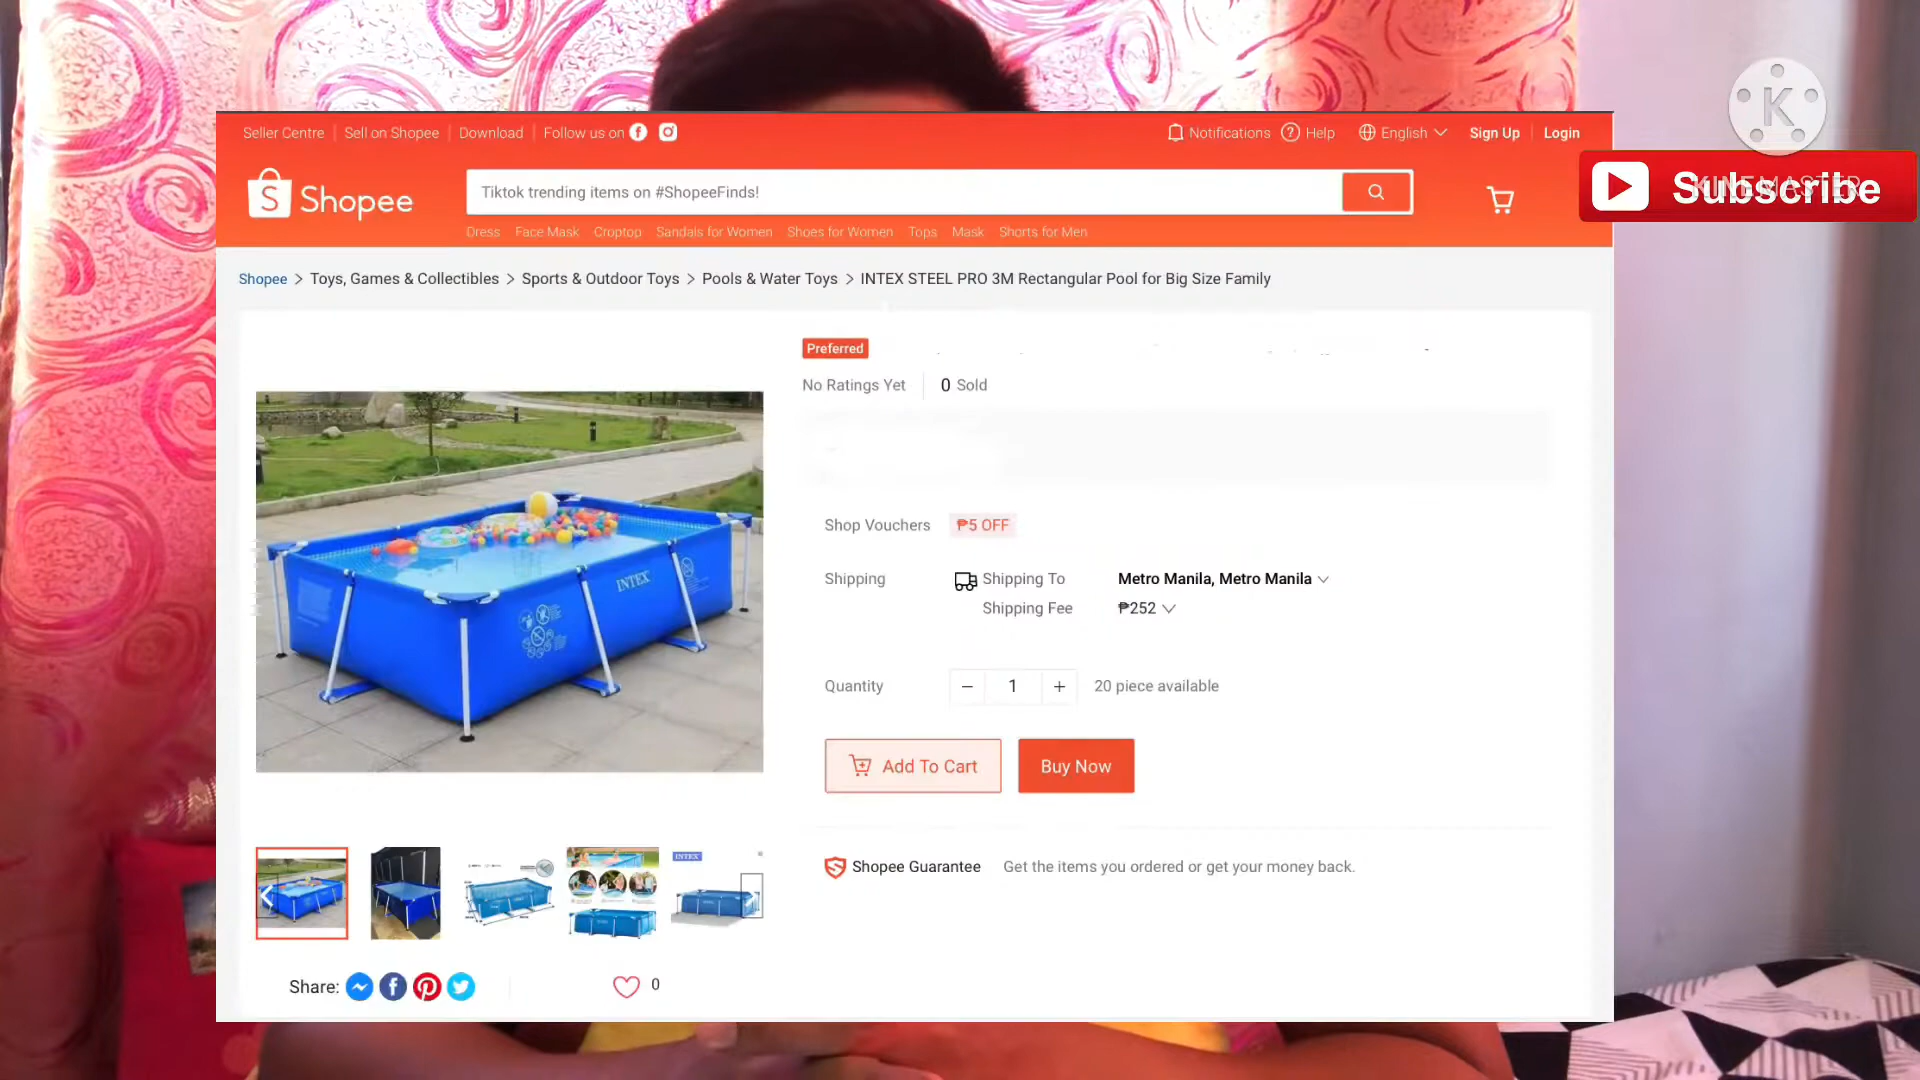 Seller Centre Sell on Shopee Download Follow us on Notifications Help English Sign Up Login
Shopee
Tiktok trending items on #ShopeeFinds!
Dress Face Mask Croptop Sandals for Women Shoes for Women Tops Mask Shorts for Men
K
KINEMASTER
Subscribe
Shopee > Toys, Games & Collectibles > Sports & Outdoor Toys > Pools & Water Toys > INTEX STEEL PRO 3M Rectangular Pool for Big Size Family
Preferred
No Ratings Yet 0 Sold
INTEX
Shop Vouchers ₱5 OFF
Shipping Shipping To Metro Manila, Metro Manila
Shipping Fee ₱252
Quantity − 1 + 20 piece available
Add To Cart Buy Now
Shopee Guarantee Get the items you ordered or get your money back.
INTEX
Share: 0